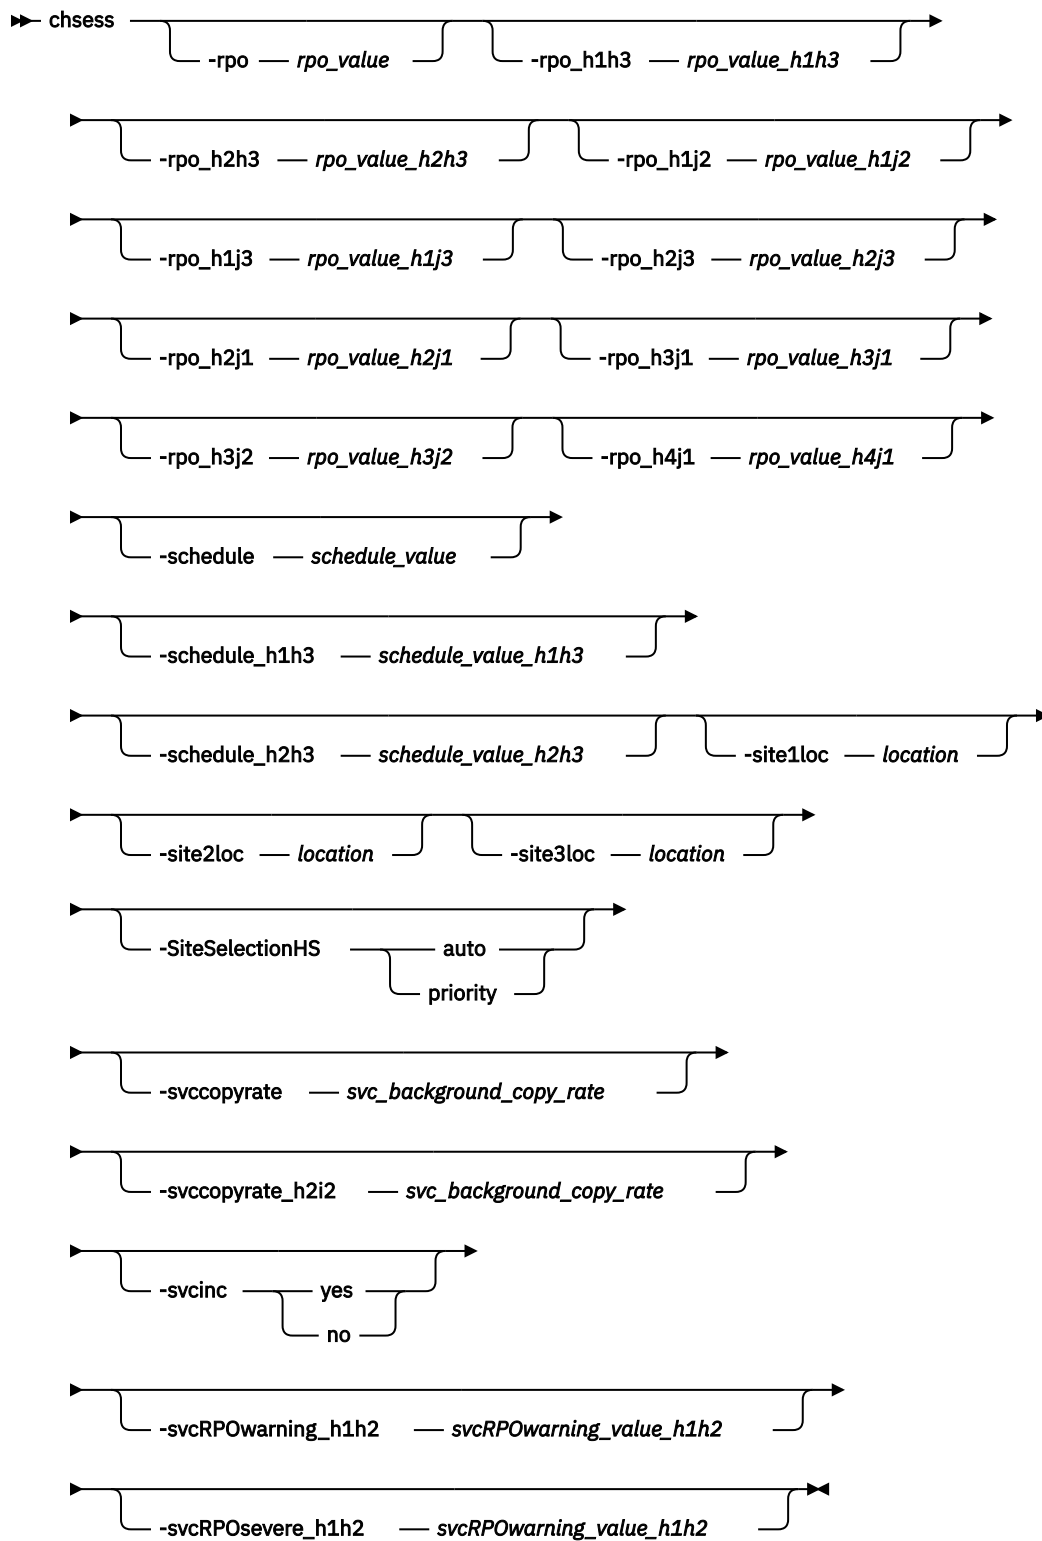 chsess
-rpo rpo_value -rpo_h1h3 rpo_value_h1h3
-rpo_h2h3 rpo_value_h2h3 -rpo_h1j2 rpo_value_h1j2
-rpo_h1j3 rpo_value_h1j3 -rpo_h2j3 rpo_value_h2j3
-rpo_h2j1 rpo_value_h2j1 -rpo_h3j1 rpo_value_h3j1
-rpo_h3j2 rpo_value_h3j2 -rpo_h4j1 rpo_value_h4j1
-schedule schedule_value
-schedule_h1h3 schedule_value_h1h3
-schedule_h2h3 schedule_value_h2h3 -site1loc location
-site2loc location -site3loc location
-SiteSelectionHS auto
priority
-svccopyrate svc_background_copy_rate
-svccopyrate_h2i2 svc_background_copy_rate
-svcinc yes
no
-svcRPOwarning_h1h2 svcRPOwarning_value_h1h2
-svcRPOsevere_h1h2 svcRPOwarning_value_h1h2